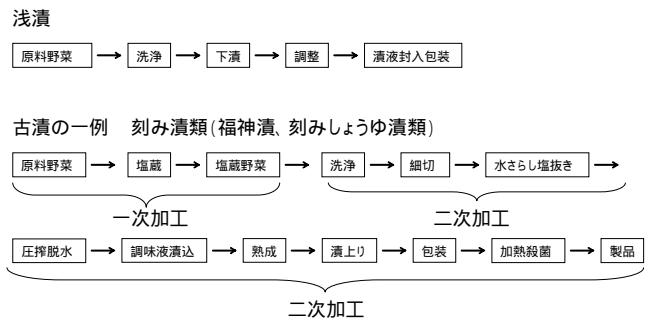 浅漬
原料野菜 → 洗浄 → 下漬 → 調整 → 漬液封入包装
古漬の一例 刻み漬類(福神漬、刻みしょうゆ漬類)
原料野菜 → 塩蔵 → 塩蔵野菜 → 洗浄 → 細切 → 水さらし塩抜き →
一次加工 二次加工
圧搾脱水 → 調味液漬込 → 熟成 → 漬上り → 包装 → 加熱殺菌 → 製品
二次加工